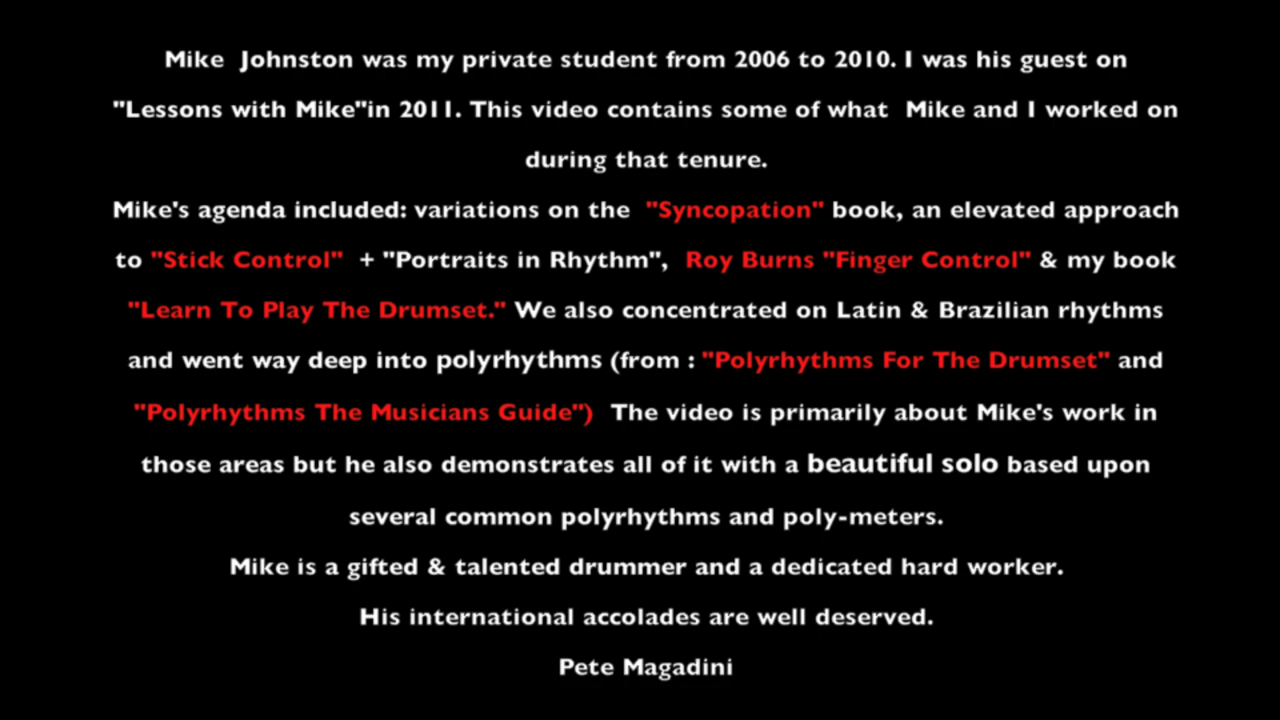 Mike  Johnston was my private student from 2006 to 2010. I was his guest on
"Lessons with Mike"in 2011. This video contains some of what  Mike and I worked on
during that tenure.
Mike's agenda included: variations on the  "Syncopation" book, an elevated approach
to "Stick Control"  + "Portraits in Rhythm",  Roy Burns "Finger Control" & my book
"Learn To Play The Drumset." We also concentrated on Latin & Brazilian rhythms
and went way deep into polyrhythms (from : "Polyrhythms For The Drumset" and
"Polyrhythms The Musicians Guide")  The video is primarily about Mike's work in
those areas but he also demonstrates all of it with a beautiful solo based upon
several common polyrhythms and poly-meters.
Mike is a gifted & talented drummer and a dedicated hard worker.
His international accolades are well deserved.
Pete Magadini